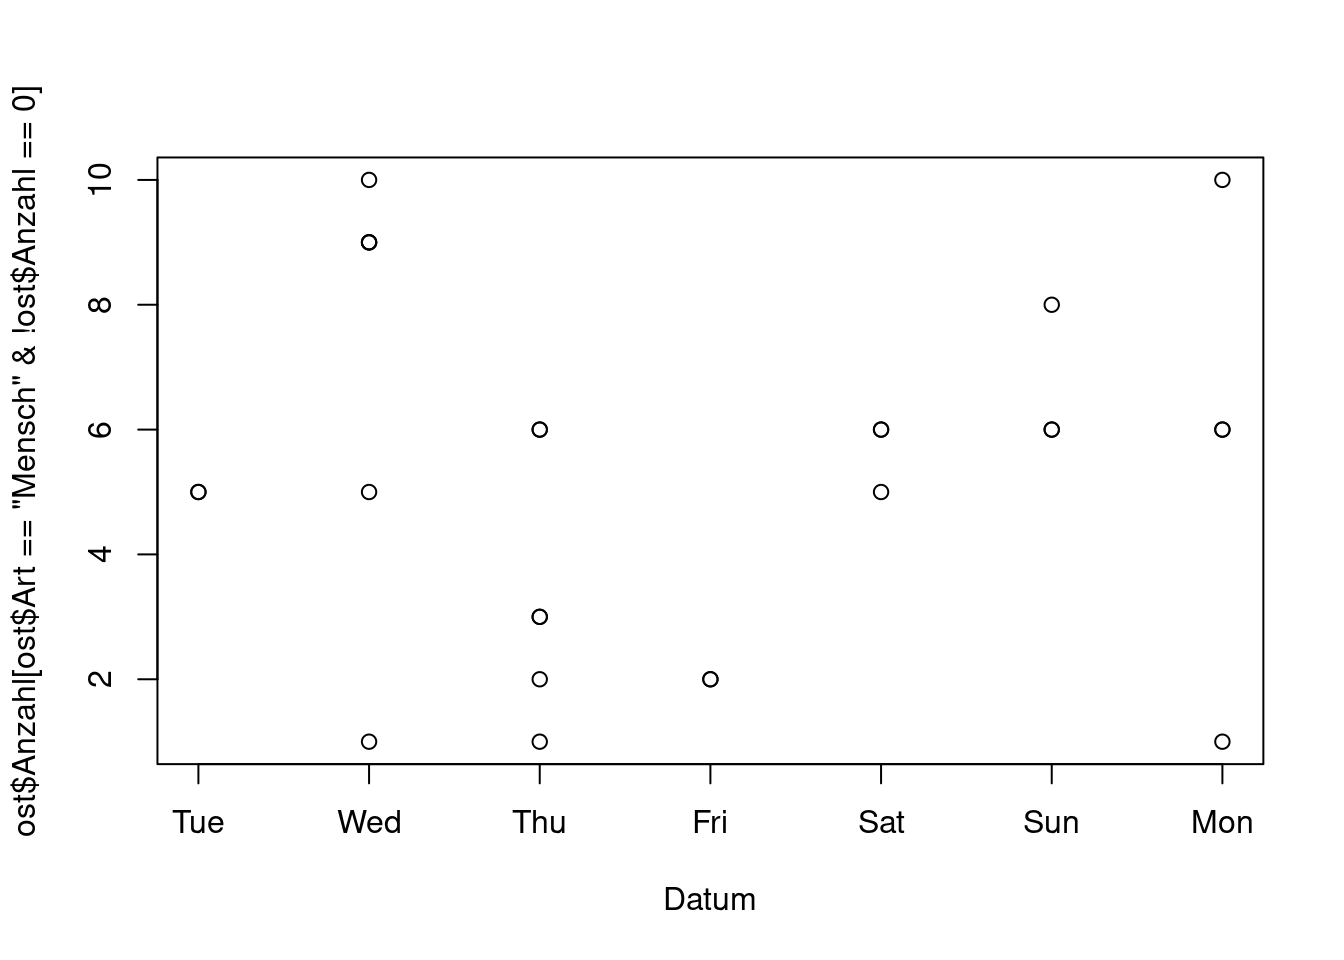 ost$Anzahl[ost$Art == "Mensch" & !ost$Anzahl == 0]
10
8
6
4
2
Tue Wed Thu Fri Sat Sun Mon
Datum